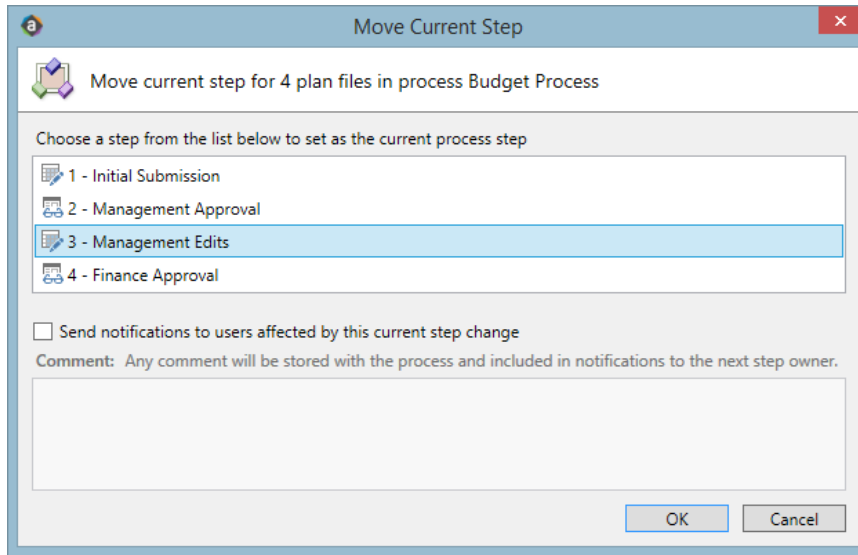 Move Current Step
Move current step for 4 plan files in process Budget Process
Choose a step from the list below to set as the current process step
1 - Initial Submission
2 - Management Approval
3 - Management Edits
4 - Finance Approval
Send notifications to users affected by this current step change
Comment: Any comment will be stored with the process and included in notifications to the next step owner.
OK Cancel